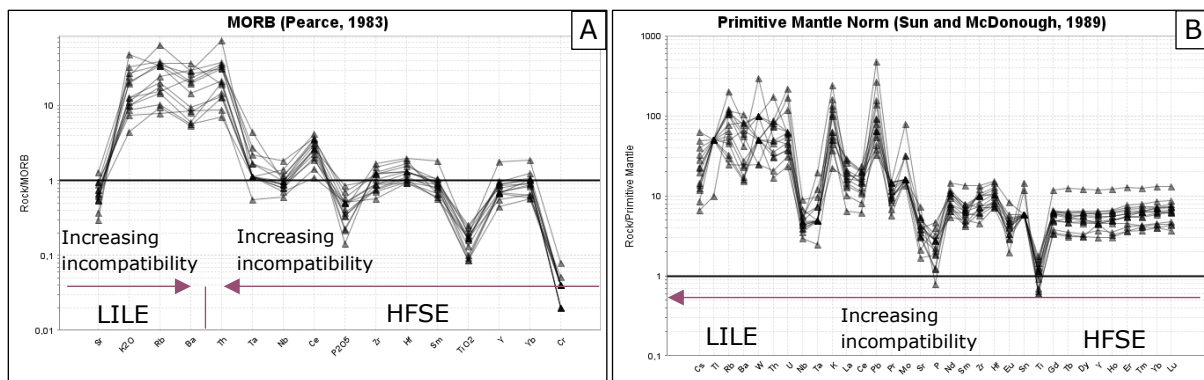 MORB (Pearce, 1983)
A
Rock/MORB
10
1
0,1
0,01
Increasing
incompatibility
Increasing
incompatibility
LILE
HFSE
Sr K2O Rb Ba Th Ta Nb Ce P2O5 Zr Hf Sm TiO2 Y Yb Cr
Primitive Mantle Norm (Sun and McDonough, 1989)
B
Rock/Primitive Mantle
1000
100
10
1
0,1
LILE
Increasing
incompatibility
HFSE
Cs Tl Rb Ba W Th U Nb Ta K La Ce Pb Pr Mo Sr P Nd Sm Zr Hf Eu Sn Ti Gd Tb Dy Y Ho Er Tm Yb Lu